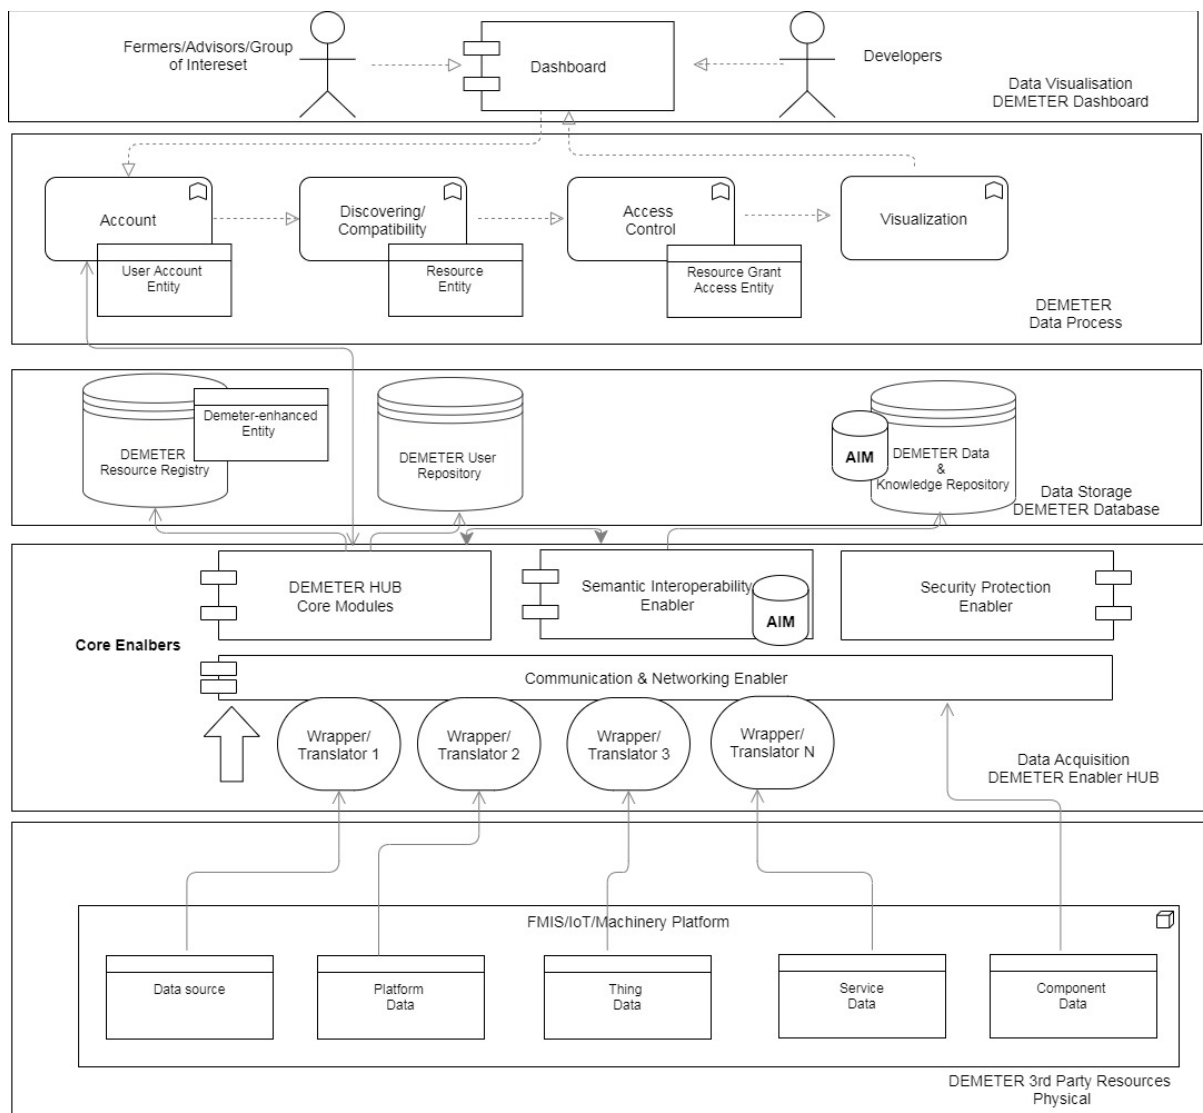 Fermers/Advisors/Group
of Intereset
Dashboard
Developers
Data Visualisation
DEMETER Dashboard
Account
User Account
Entity
Discovering/
Compatibility
Resource
Entity
Access
Control
Resource Grant
Access Entity
Visualization
DEMETER
Data Process
DEMETER
Resource Registry
Demeter-enhanced
Entity
DEMETER User
Repository
AIM
DEMETER Data
&
Knowledge Repository
Data Storage
DEMETER Database
DEMETER HUB
Core Modules
Semantic Interoperability
Enabler
AIM
Security Protection
Enabler
Core Enalbers
Communication & Networking Enabler
Wrapper/
Translator 1
Wrapper/
Translator 2
Wrapper/
Translator 3
Wrapper/
Translator N
Data Acquisition
DEMETER Enabler HUB
FMIS/IoT/Machinery Platform
Data source
Platform
Data
Thing
Data
Service
Data
Component
Data
DEMETER 3rd Party Resources
Physical